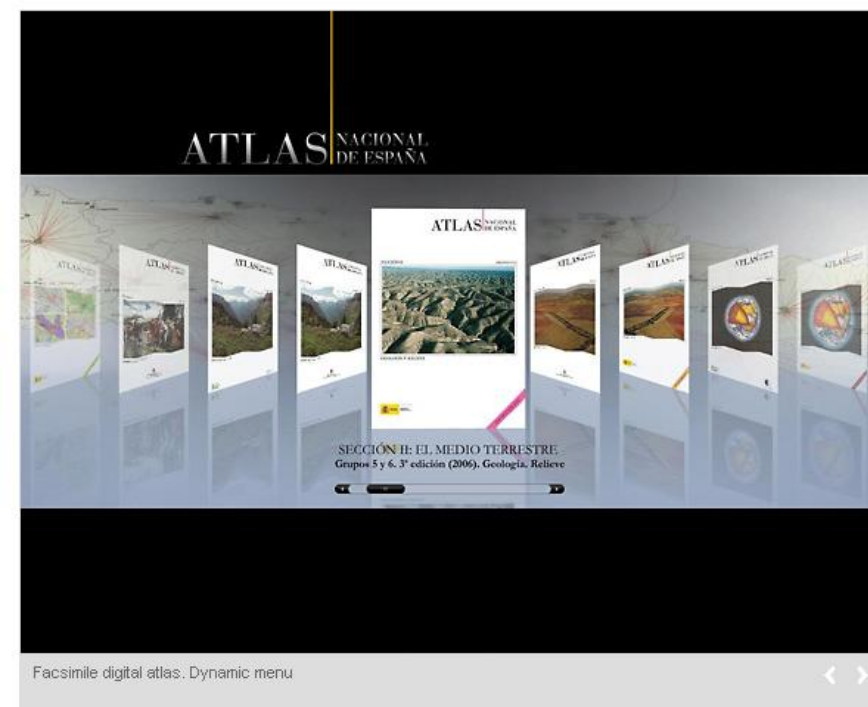 ATLAS NACIONAL
DE ESPAÑA
ATLAS NACIONAL
DE ESPAÑA
SECCIÓN II: EL MEDIO TERRESTRE
Grupos 5 y 6. 3ª edición (2006). Geología. Relieve
Facsimile digital atlas. Dynamic menu